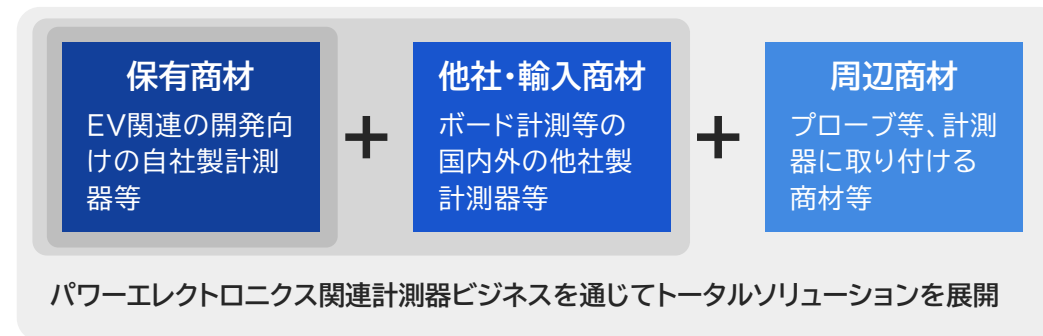 保有商材
EV関連の開発向
けの自社製計測
器等
+
他社・輸入商材
ボード計測等の
国内外の他社製
計測器等
+
周辺商材
プローブ等、計測
器に取り付ける
商材等
パワーエレクトロニクス関連計測器ビジネスを通じてトータルソリューションを展開